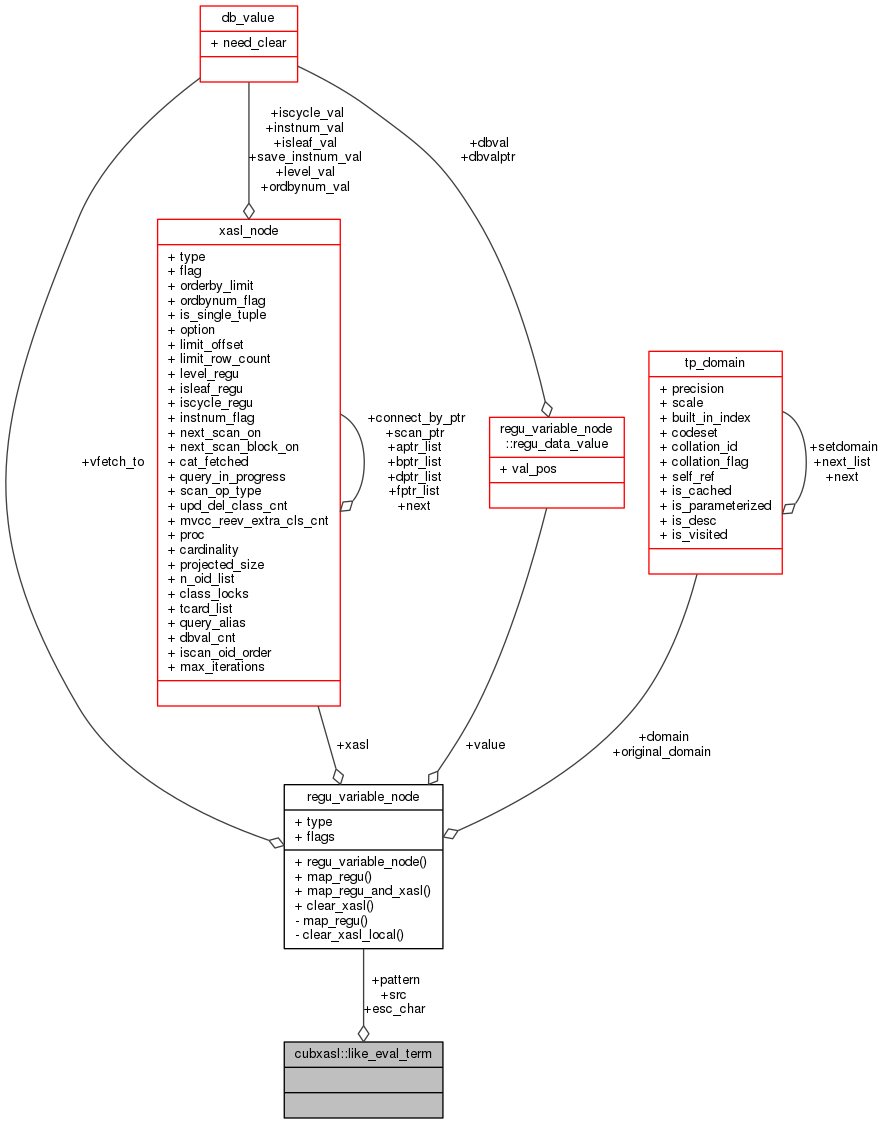 db_value
+ need_clear
+iscycle_val
+instnum_val
+isleaf_val
+save_instnum_val
+level_val
+ordbynum_val
+dbval
+dbvalptr
xasl_node
+ type
+ flag
+ orderby_limit
+ ordbynum_flag
+ is_single_tuple
+ option
+ limit_offset
+ limit_row_count
+ level_regu
+ isleaf_regu
+ iscycle_regu
+ instnum_flag
+ next_scan_on
+ next_scan_block_on
+ cat_fetched
+ query_in_progress
+ scan_op_type
+ upd_del_class_cnt
+ mvcc_reev_extra_cls_cnt
+ proc
+ cardinality
+ projected_size
+ n_oid_list
+ class_locks
+ tcard_list
+ query_alias
+ dbval_cnt
+ iscan_oid_order
+ max_iterations
+vfetch_to
+connect_by_ptr
+scan_ptr
+aptr_list
+bptr_list
+dptr_list
+fptr_list
+next
regu_variable_node
::regu_data_value
+ val_pos
tp_domain
+ precision
+ scale
+ built_in_index
+ codeset
+ collation_id
+ collation_flag
+ self_ref
+ is_cached
+ is_parameterized
+ is_desc
+ is_visited
+setdomain
+next_list
+next
+xasl
+value
+domain
+original_domain
regu_variable_node
+ type
+ flags
+ regu_variable_node()
+ map_regu()
+ map_regu_and_xasl()
+ clear_xasl()
- map_regu()
- clear_xasl_local()
+pattern
+src
+esc_char
cubxasl::like_eval_term